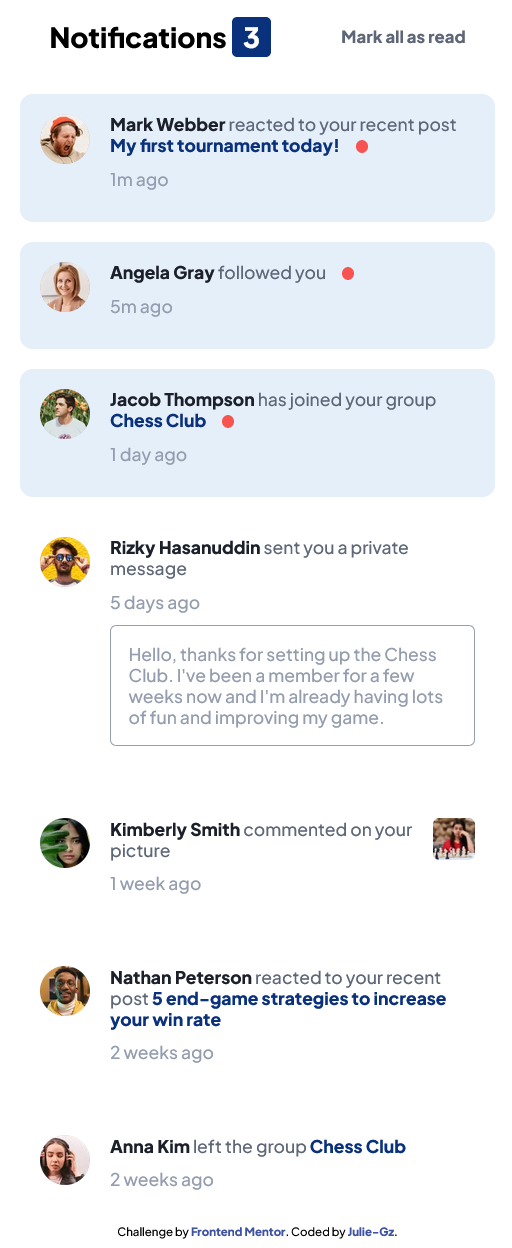 Notifications 3
Mark all as read
Mark Webber reacted to your recent post
My first tournament today!
1m ago
Angela Gray followed you
5m ago
Jacob Thompson has joined your group
Chess Club
1 day ago
Rizky Hasanuddin sent you a private
message
5 days ago
Hello, thanks for setting up the Chess
Club. I've been a member for a few
weeks now and I'm already having lots
of fun and improving my game.
Kimberly Smith commented on your
picture
1 week ago
Nathan Peterson reacted to your recent
post 5 end-game strategies to increase
your win rate
2 weeks ago
Anna Kim left the group Chess Club
2 weeks ago
Challenge by Frontend Mentor. Coded by Julie-Gz.